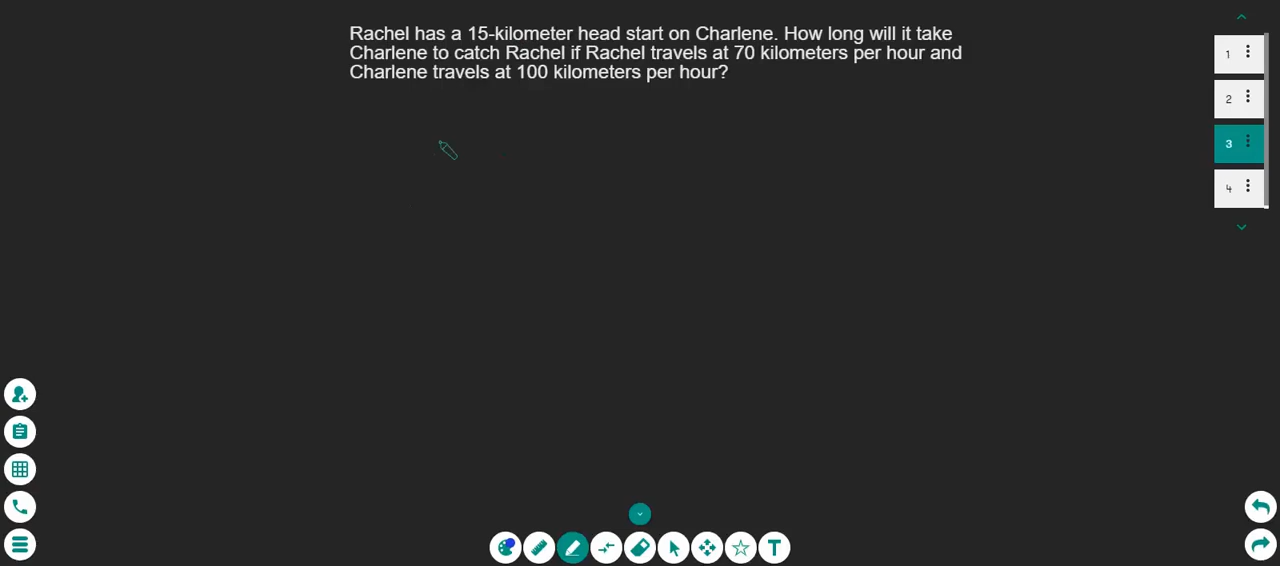 Rachel has a 15-kilometer head start on Charlene. How long will it take
Charlene to catch Rachel if Rachel travels at 70 kilometers per hour and
Charlene travels at 100 kilometers per hour?
1
2
3
4
T